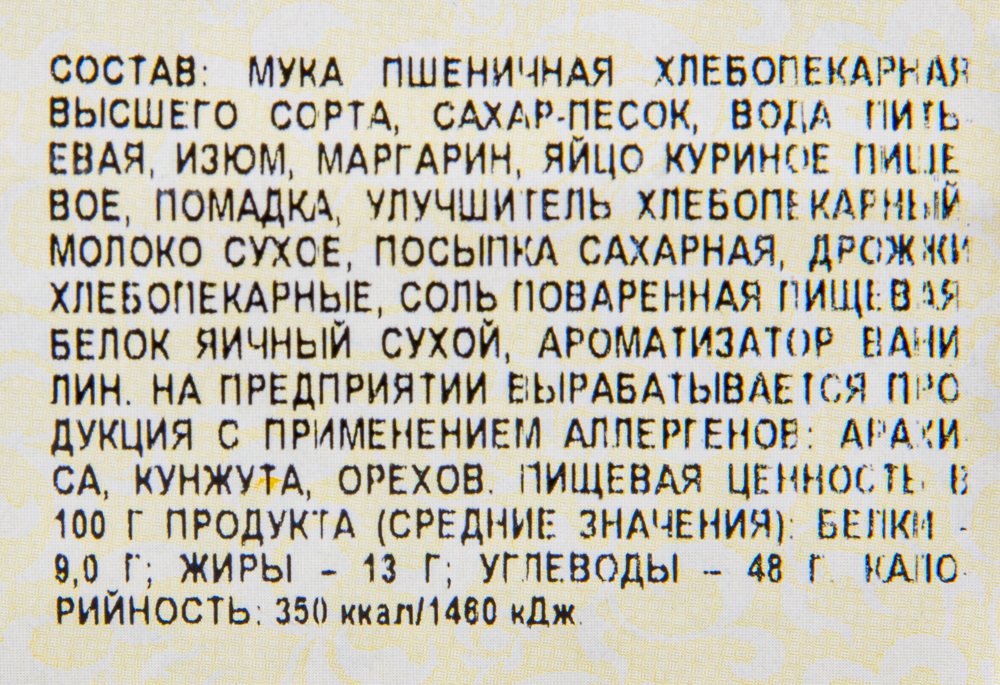 СОСТАВ: МУКА ПШЕНИЧНАЯ ХЛЕБОПЕКАРНАЯ
ВЫСШЕГО СОРТА, САХАР-ПЕСОК, ВОДА ПИТЬ-
ЕВАЯ, ИЗЮМ, МАРГАРИН, ЯЙЦО КУРИНОЕ ПИЩЕ
ВОЕ, ПОМАДКА, УЛУЧШИТЕЛЬ ХЛЕБОПЕКАРНЫЙ,
МОЛОКО СУХОЕ, ПОСЫПКА САХАРНАЯ, ДРОЖЖИ
ХЛЕБОПЕКАРНЫЕ, СОЛЬ ПОВАРЕННАЯ ПИЩЕВАЯ
БЕЛОК ЯИЧНЫЙ СУХОЙ, АРОМАТИЗАТОР ВАНИ
ЛИН. НА ПРЕДПРИЯТИИ ВЫРАБАТЫВАЕТСЯ ПРО
ДУКЦИЯ С ПРИМЕНЕНИЕМ АЛЛЕРГЕНОВ: АРАХИ-
СА, КУНЖУТА, ОРЕХОВ. ПИЩЕВАЯ ЦЕННОСТЬ В
100 Г ПРОДУКТА (СРЕДНИЕ ЗНАЧЕНИЯ): БЕЛКИ -
9,0 Г; ЖИРЫ - 13 Г; УГЛЕВОДЫ - 48 Г. КАЛО-
РИЙНОСТЬ: 350 ккал/1460 кДж.